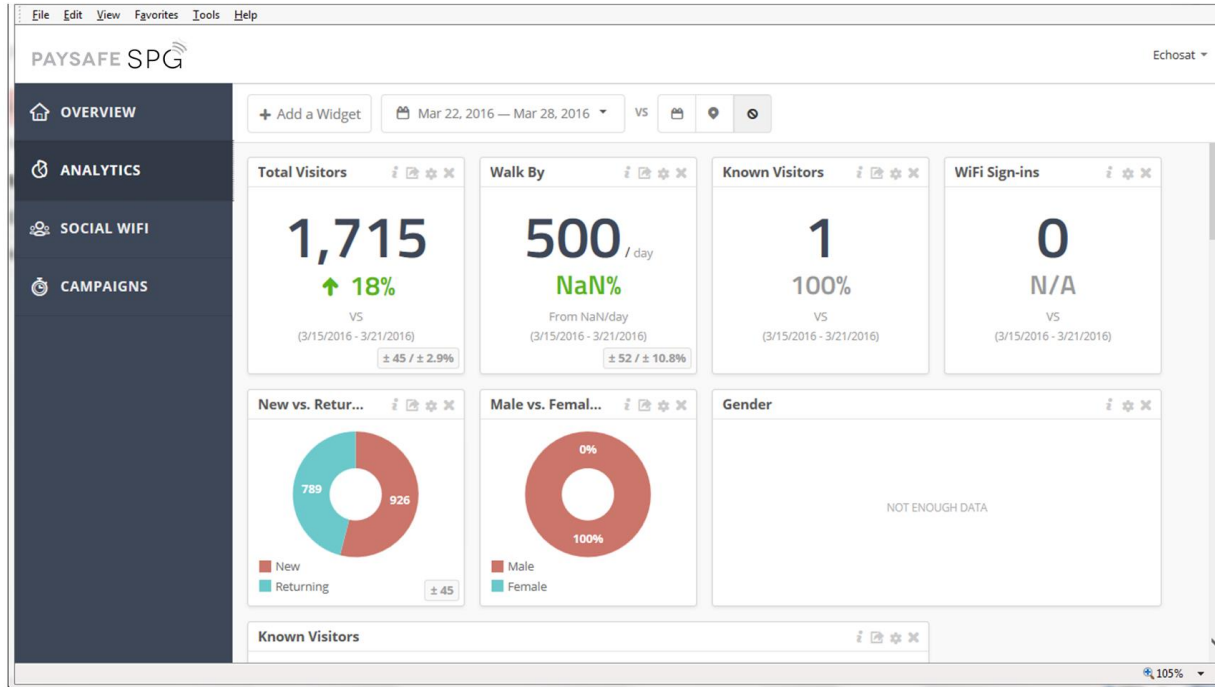 File Edit View Favorites Tools Help
PAYSAFE SPG
Echosat
OVERVIEW
ANALYTICS
SOCIAL WIFI
CAMPAIGNS
+ Add a Widget
Mar 22, 2016 — Mar 28, 2016
VS
Total Visitors
1,715
18%
VS
(3/15/2016 - 3/21/2016)
± 45 / ± 2.9%
Walk By
500 / day
NaN%
From NaN/day
(3/15/2016 - 3/21/2016)
± 52 / ± 10.8%
Known Visitors
1
100%
VS
(3/15/2016 - 3/21/2016)
WiFi Sign-ins
0
N/A
VS
(3/15/2016 - 3/21/2016)
New vs. Retur...
789
926
New
Returning
± 45
Male vs. Femal...
0%
100%
Male
Female
Gender
NOT ENOUGH DATA
Known Visitors
105%